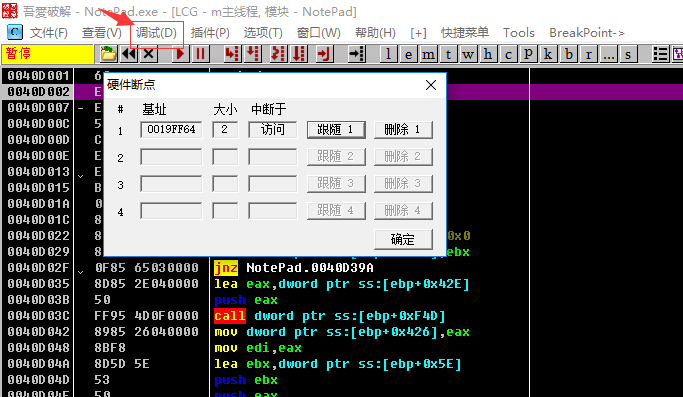 吾爱破解 - NotePad.exe - [LCG - m主线程, 模块 - NotePad]
文件(F) 查看(V) 调试(D) 插件(P) 选项(T) 窗口(W) 帮助(H) [+] 快捷菜单 Tools BreakPoint->
暂停 l e m t w h c p k b r ... s
0040D001 6
0040D002 E
硬件断点
# 基址 大小 中断于
1 0019FF64 2 访问 跟随 1 删除 1
2 跟随 2 删除 2
3 跟随 3 删除 3
4 跟随 4 删除 4
确定
0040D007 - E
0040D00C 5
0040D00D C
0040D00E E
0040D013 E
0040D015 B
0040D01A 0
0040D01C 8
0040D022 8 0x0
0040D029 8 ebx
0040D02F 0F85 65030000 jnz NotePad.0040D39A
0040D035 8D85 2E040000 lea eax,dword ptr ss:[ebp+0x42E]
0040D03B 50 push eax
0040D03C FF95 4D0F0000 call dword ptr ss:[ebp+0xF4D]
0040D042 8985 26040000 mov dword ptr ss:[ebp+0x426],eax
0040D048 8BF8 mov edi,eax
0040D04A 8D5D 5E lea ebx,dword ptr ss:[ebp+0x5E]
0040D04D 53 push ebx
0040D04E 50 push eax